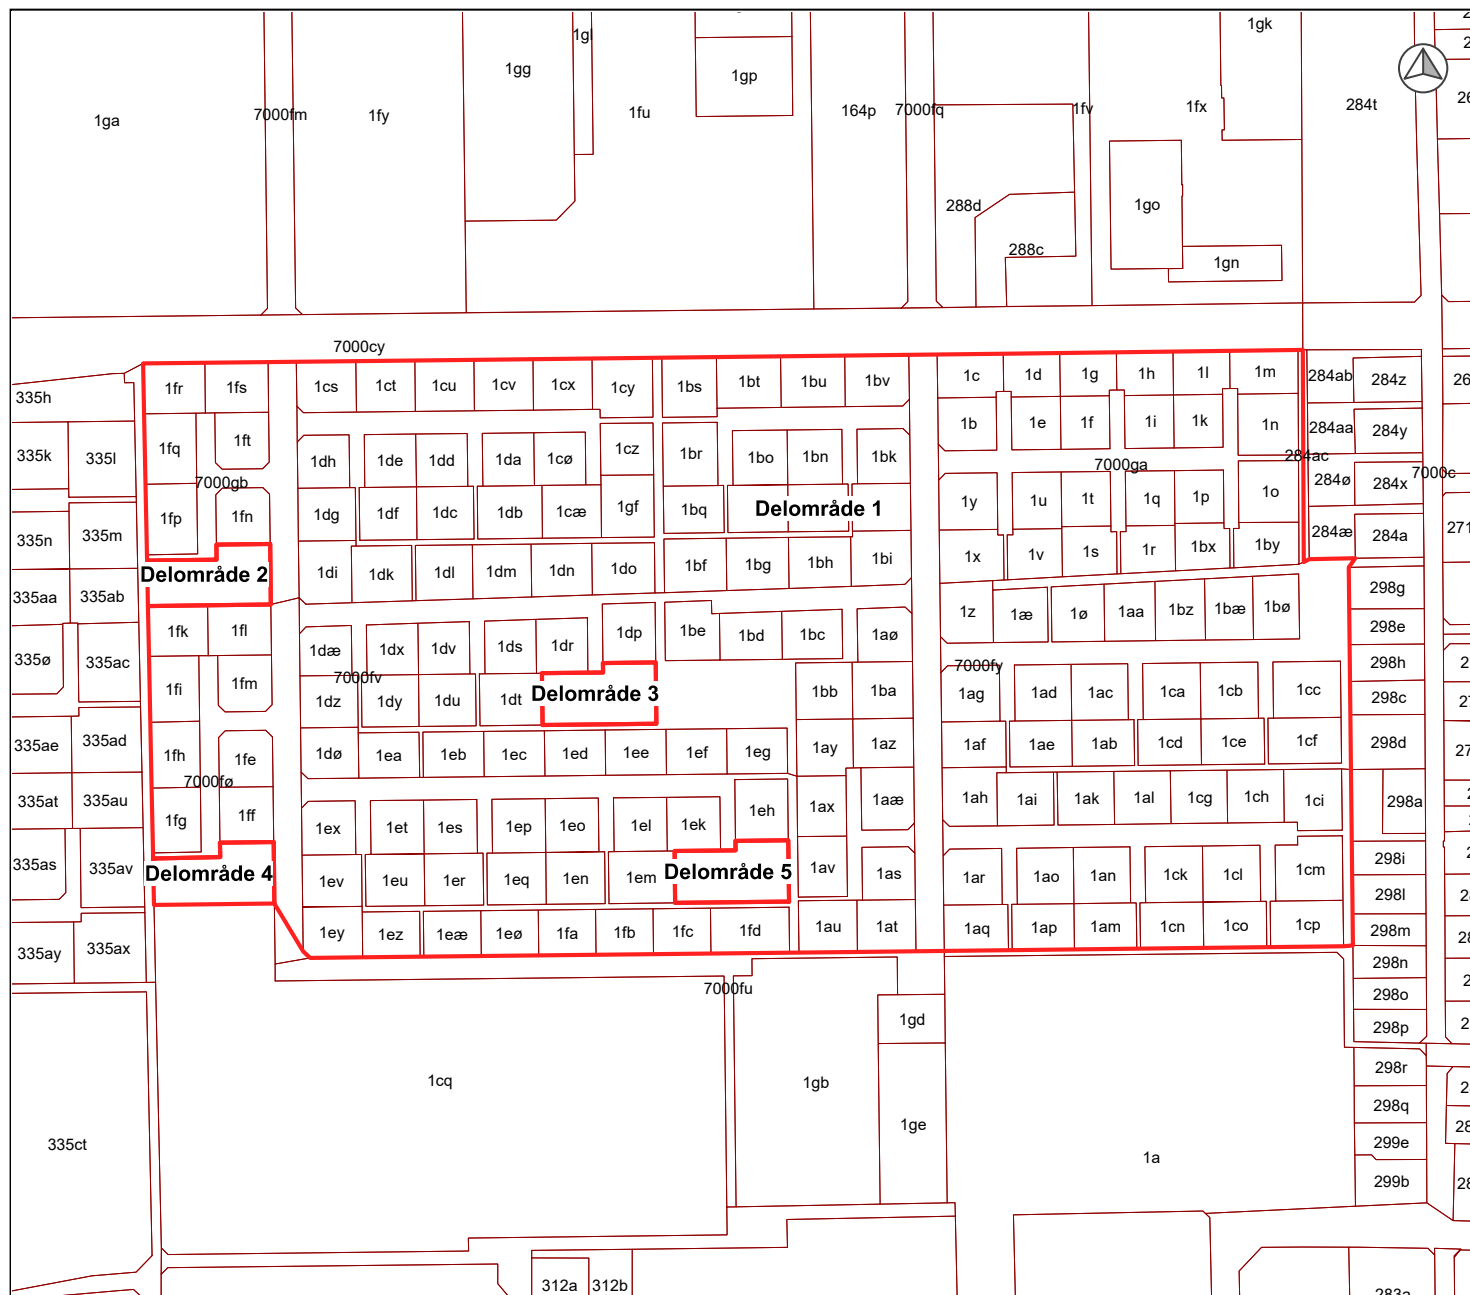 1ga
7000fm
1fy
1gg
1gl
1fu
1gp
164p
7000fq
1fv
1fx
1gk
284t
288d
288c
1go
1gn
7000cy
335h
1fr 1fs 1cs 1ct 1cu 1cv 1cx 1cy 1bs 1bt 1bu 1bv 1c 1d 1g 1h 1l 1m 284ab 284z
335k 335l 1fq 1ft 1dh 1de 1dd 1da 1cø 1cz 1br 1bo 1bn 1bk 1b 1e 1f 1i 1k 1n 284aa 284y
7000gb 7000ga 284ac 7000c
335n 335m 1fp 1fn 1dg 1df 1dc 1db 1cæ 1gf 1bq Delområde 1 1y 1u 1t 1q 1p 1o 284ø 284x 271
335aa 335ab Delområde 2 1di 1dk 1dl 1dm 1dn 1do 1bf 1bg 1bh 1bi 1x 1v 1s 1r 1bx 1by 284æ 284a
298g
1z 1æ 1ø 1aa 1bz 1bæ 1bø 298e
335ø 335ac 1fk 1fl 1dæ 1dx 1dv 1ds 1dr 1dp 1be 1bd 1bc 1aø 298h
7000fv 7000fy
1fi 1fm 1dz 1dy 1du 1dt Delområde 3 1bb 1ba 1ag 1ad 1ac 1ca 1cb 1cc 298c
335ae 335ad 1fh 1fe 1dø 1ea 1eb 1ec 1ed 1ee 1ef 1eg 1ay 1az 1af 1ae 1ab 1cd 1ce 1cf 298d
7000fø
335at 335au 1fg 1ff 1ex 1et 1es 1ep 1eo 1el 1ek 1eh 1ax 1aæ 1ah 1ai 1ak 1al 1cg 1ch 1ci 298a
335as 335av Delområde 4 1ev 1eu 1er 1eq 1en 1em Delområde 5 1av 1as 1ar 1ao 1an 1ck 1cl 1cm 298i
298l
335ay 335ax 1ey 1ez 1eæ 1eø 1fa 1fb 1fc 1fd 1au 1at 1aq 1ap 1am 1cn 1co 1cp 298m
298n
7000fu
298o
1gd
298p
298r
1cq
1gb
298q
1ge
299e
335ct
1a
299b
312a 312b